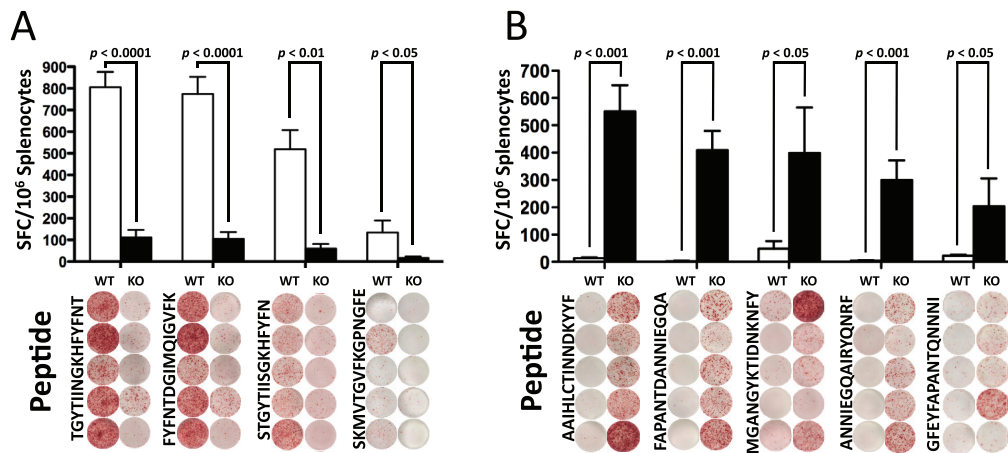 A
p < 0.0001
p < 0.0001
p < 0.01
p < 0.05
SFC/10⁶ Splenocytes
900
800
700
600
500
400
300
200
100
0
WT KO WT KO WT KO WT KO
Peptide
TGYTIINGKHFYFNT
FYFNTDGIMQIGVFK
STGYTIISGKHPYFN
SKMVTGVFKGPNGFE
B
p < 0.001
p < 0.001
p < 0.05
p < 0.001
p < 0.05
SFC/10⁶ Splenocytes
700
600
500
400
300
200
100
0
WT KO WT KO WT KO WT KO WT KO
Peptide
AAIHLCTINNDKYYF
FAPANTDANNIEGQA
MGANGYKTIDNKNFY
ANNIEGQAIRYQNRF
GFEYFAPANTQNNNI